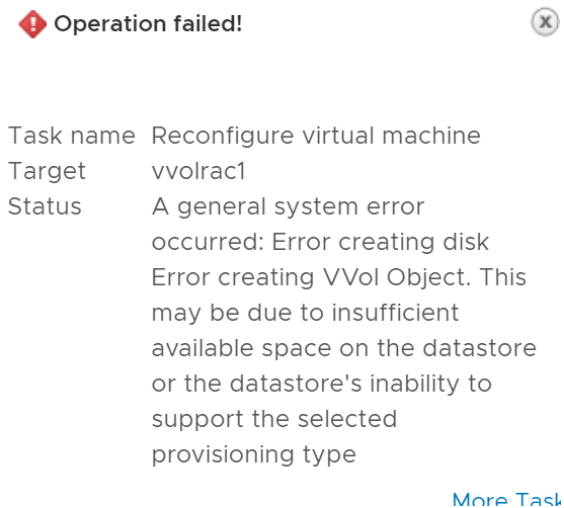 Operation failed!
Task name Reconfigure virtual machine
Target vvolrac1
Status A general system error
occurred: Error creating disk
Error creating VVol Object. This
may be due to insufficient
available space on the datastore
or the datastore's inability to
support the selected
provisioning type
More Task